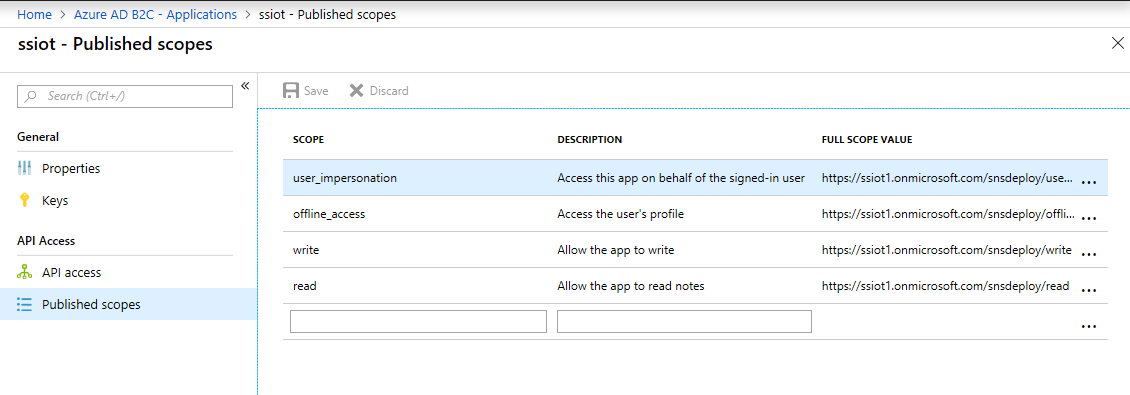 Home > Azure AD B2C - Applications > ssiot - Published scopes
ssiot - Published scopes
Search (Ctrl+/)
General
Properties
Keys
API Access
API access
Published scopes
Save Discard
SCOPE DESCRIPTION FULL SCOPE VALUE
user_impersonation Access this app on behalf of the signed-in user https://ssiot1.onmicrosoft.com/snsdeploy/use... ...
offline_access Access the user's profile https://ssiot1.onmicrosoft.com/snsdeploy/offli... ...
write Allow the app to write https://ssiot1.onmicrosoft.com/snsdeploy/write ...
read Allow the app to read notes https://ssiot1.onmicrosoft.com/snsdeploy/read ...
...